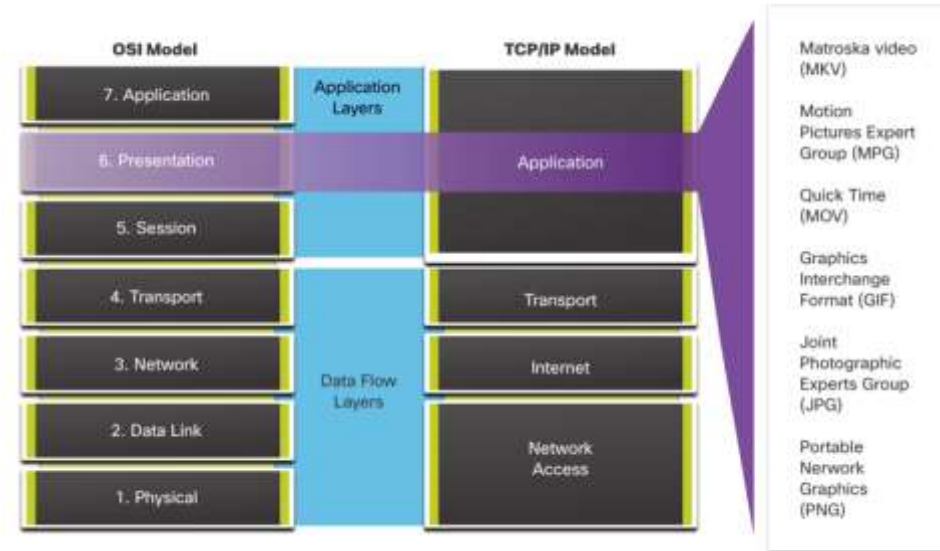 OSI Model
TCP/IP Model
7. Application
6. Presentation
5. Session
4. Transport
3. Network
2. Data Link
1. Physical
Application
Layers
Data Flow
Layers
Application
Transport
Internet
Network
Access
Matroska video
(MKV)
Motion
Pictures Expert
Group (MPG)
Quick Time
(MOV)
Graphics
Interchange
Format (GIF)
Joint
Photographic
Experts Group
(JPG)
Portable
Nerwork
Graphics
(PNG)